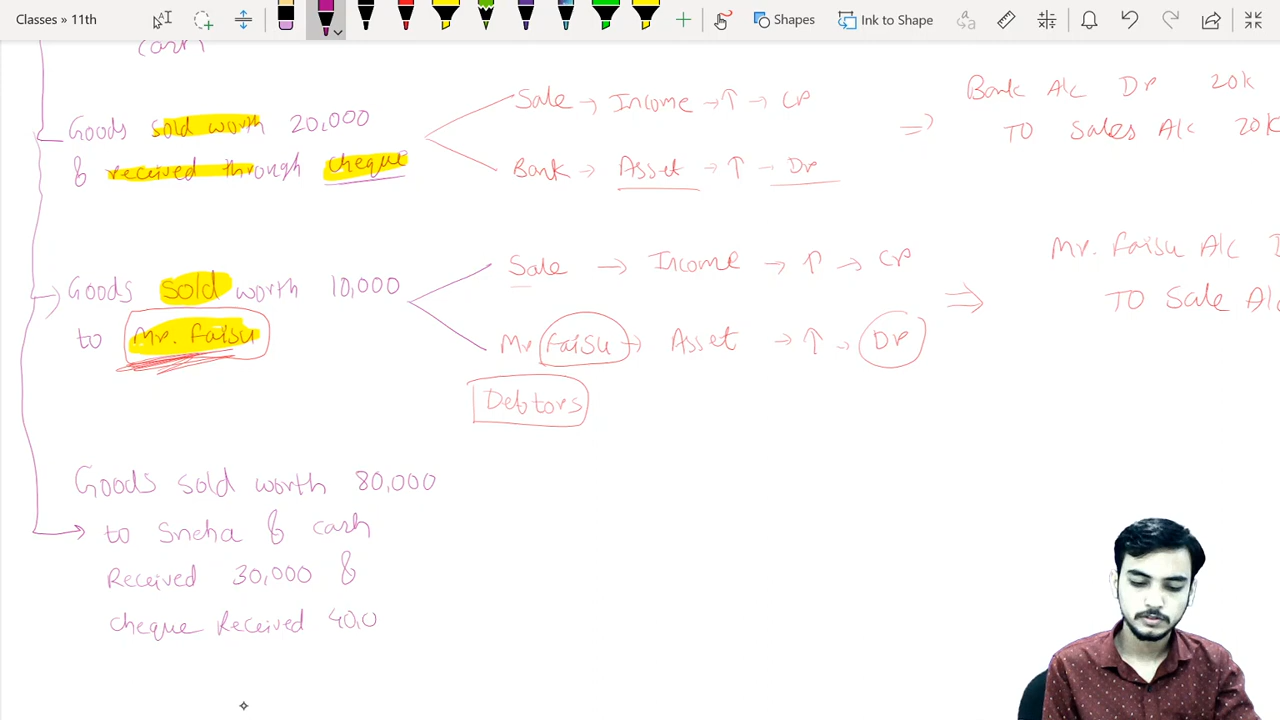 Classes » 11th
Shapes
Ink to Shape
Cash
Goods sold worth 20,000
& received through cheque
Sale → Income → ↑ → Cr
Bank → Asset → ↑ → Dr
⇒ Bank A/c Dr 20k
TO Sales A/c 20K
Goods sold worth 10,000
to Mr. Faisu
Sale → Income → ↑ → Cr
Mr Faisu → Asset → ↑ → Dr
Debtors
⇒ Mr. Faisu A/c
TO Sale A/c
Goods sold worth 80,000
→ to Sneha & cash
Received 30,000 &
cheque Received 40,0